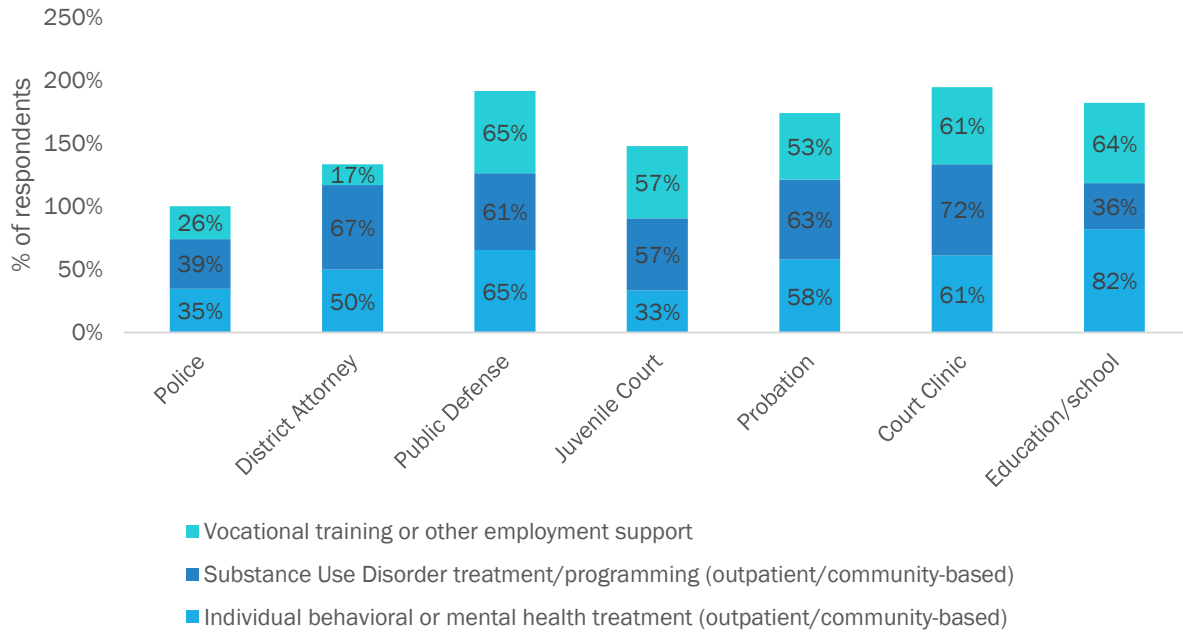 250%
200%
150%
100%
50%
0%
% of respondents
65%
61%
65%
17%
67%
50%
26%
39%
35%
57%
57%
33%
53%
63%
58%
61%
72%
61%
64%
36%
82%
Police
District Attorney
Public Defense
Juvenile Court
Probation
Court Clinic
Education/school
Vocational training or other employment support
Substance Use Disorder treatment/programming (outpatient/community-based)
Individual behavioral or mental health treatment (outpatient/community-based)